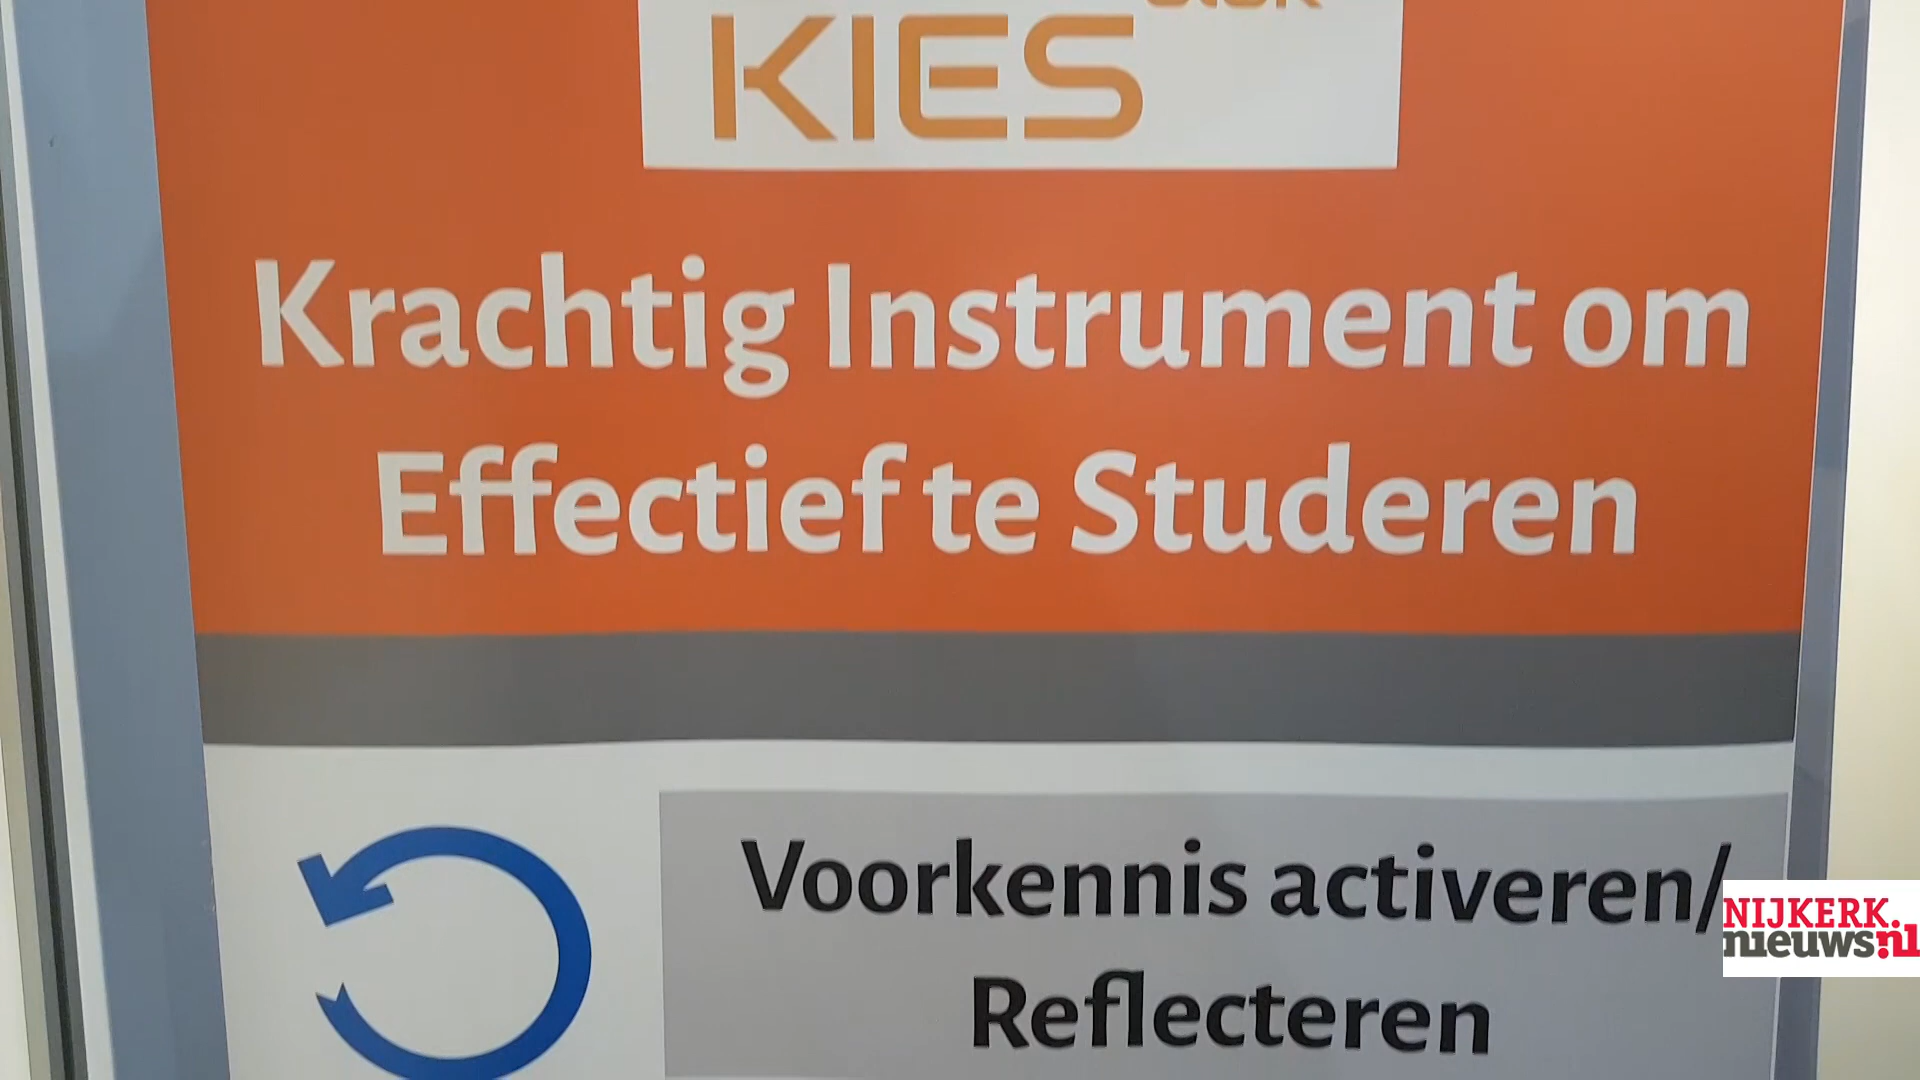 KIES
Krachtig Instrument om
Effectief te Studeren
Voorkennis activeren/
Reflecteren
NIJKERK.
nieuws.nl